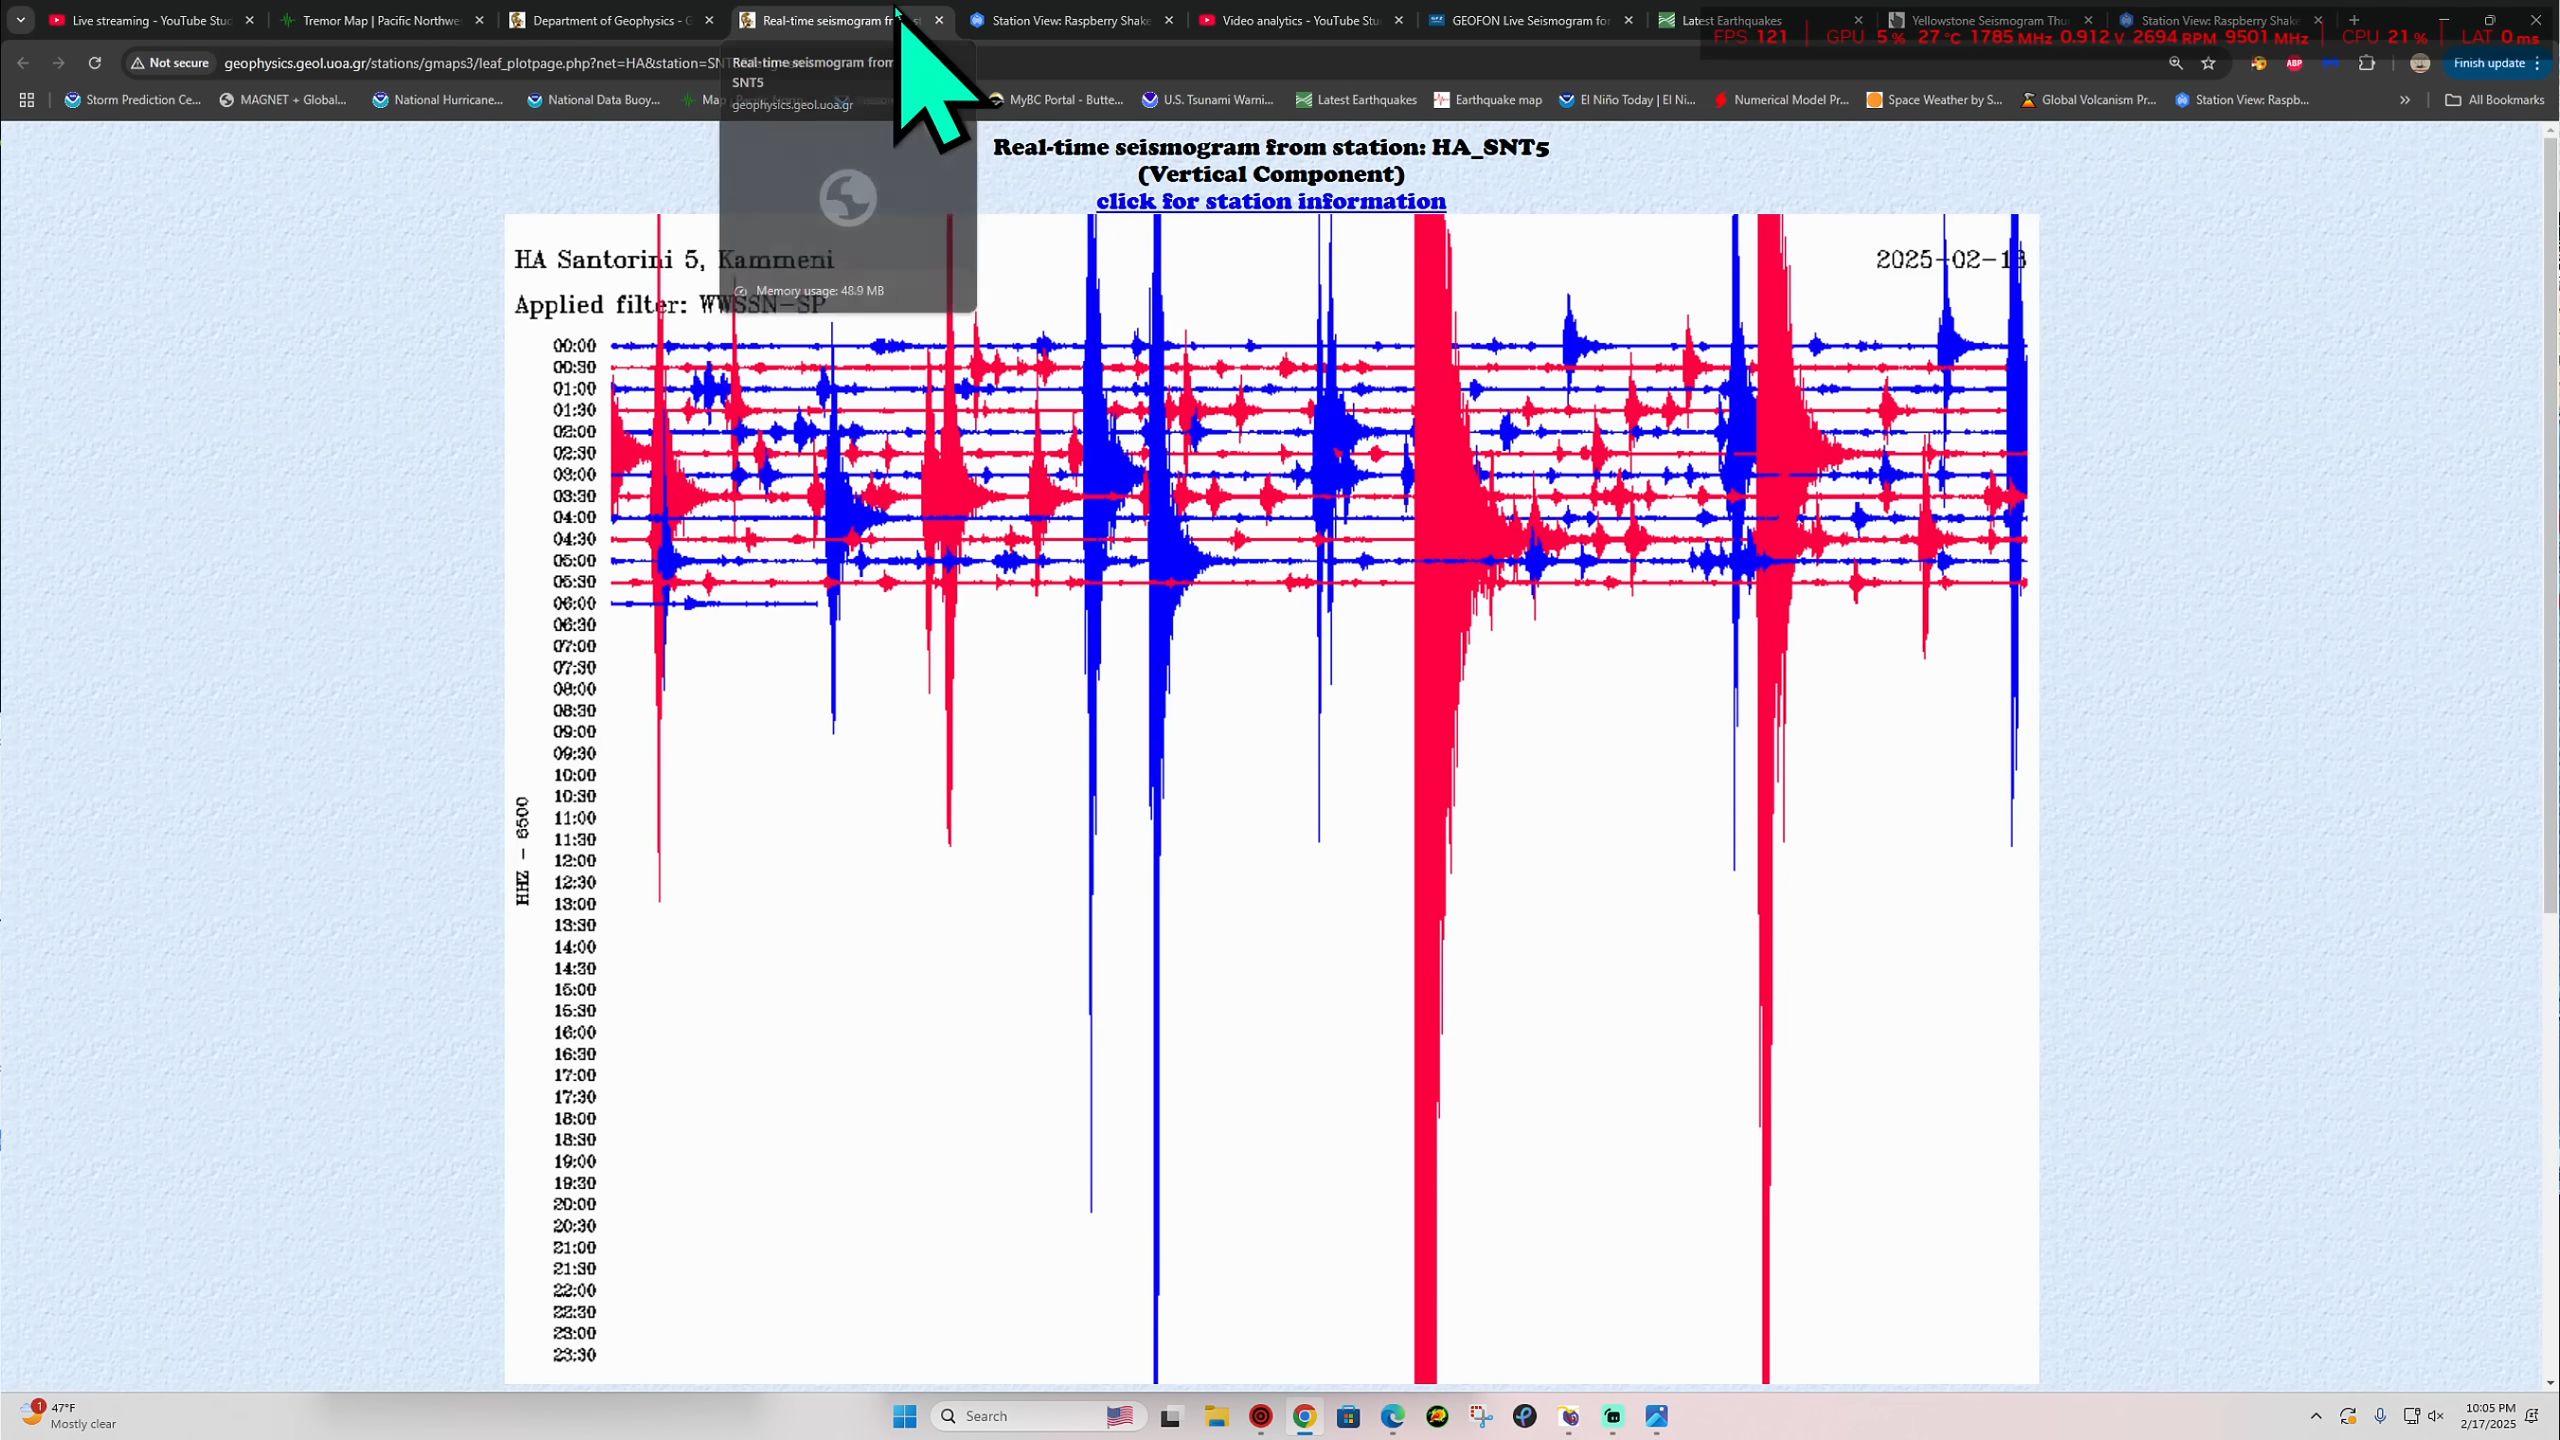 Live streaming - YouTube Stu
Tremor Map | Pacific Northwe
Department of Geophysics - G
Real-time seismogram fr
Station View: Raspberry Shake
Video analytics - YouTube Stu
GEOFON Live Seismogram for
Latest Earthquakes
Yellowstone Seismogram Thu
Station View: Raspberry Shake
FPS 121 GPU 5 % 27 °C 1785 MHz 0.912 V 2694 RPM 9501 MHz CPU 21 % LAT 0 ms
Not secure
geophysics.geol.uoa.gr/stations/gmaps3/leaf_plotpage.php?net=HA&station=SNT
ABP
Finish update
Storm Prediction Ce...
MAGNET + Global...
National Hurricane...
National Data Buoy...
MyBC Portal - Butte...
U.S. Tsunami Warni...
Latest Earthquakes
Earthquake map
El Niño Today | El Ni...
Numerical Model Pr...
Space Weather by S...
Global Volcanism Pr...
Station View: Raspb...
All Bookmarks
Real-time seismogram from
SNT5
geophysics.geol.uoa.gr
Memory usage: 48.9 MB
Real-time seismogram from station: HA_SNT5
(Vertical Component)
click for station information
HA Santorini 5, Kammeni
2025-02-18
Applied filter: WWSSN-SP
00:00
00:30
01:00
01:30
02:00
02:30
03:00
03:30
04:00
04:30
05:00
05:30
06:00
06:30
07:00
07:30
08:00
08:30
09:00
09:30
10:00
10:30
11:00
11:30
12:00
12:30
13:00
13:30
14:00
14:30
15:00
15:30
16:00
16:30
17:00
17:30
18:00
18:30
19:00
19:30
20:00
20:30
21:00
21:30
22:00
22:30
23:00
23:30
HHZ - 6500
1
47°F
Mostly clear
Search
10:05 PM
2/17/2025